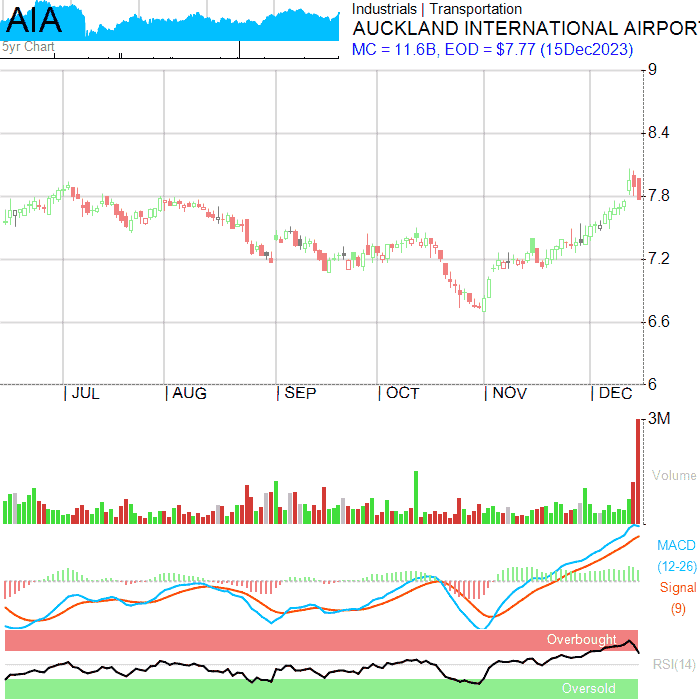 AIA
5yr Chart
Industrials | Transportation
AUCKLAND INTERNATIONAL AIRPORT
MC = 11.6B, EOD = $7.77 (15Dec2023)
9
8.4
7.8
7.2
6.6
6
| JUL | AUG | SEP | OCT | NOV | DEC
3M
Volume
MACD
(12-26)
Signal
(9)
Overbought
RSI(14)
Oversold